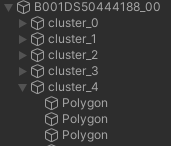 B001DS50444188_00
cluster_0
cluster_1
cluster_2
cluster_3
cluster_4
Polygon
Polygon
Polygon